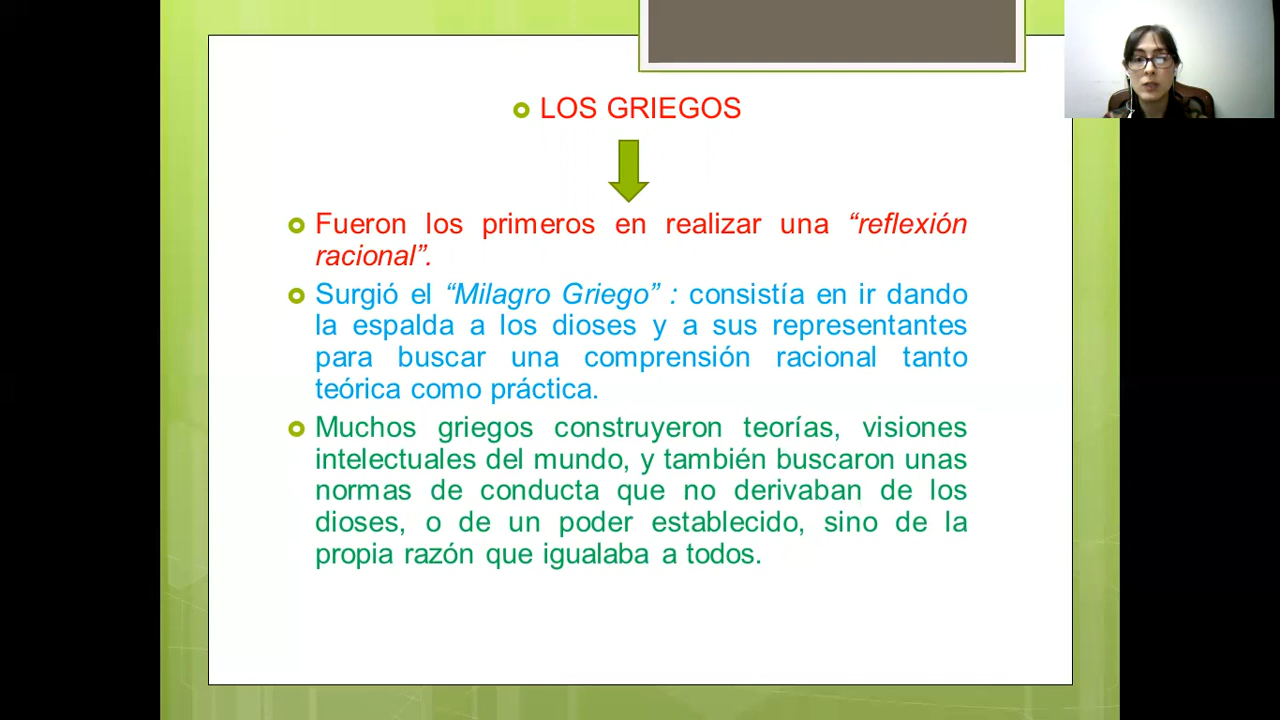 LOS GRIEGOS
Fueron los primeros en realizar una “reflexión
racional”.
Surgió el “Milagro Griego” : consistía en ir dando
la espalda a los dioses y a sus representantes
para buscar una comprensión racional tanto
teórica como práctica.
Muchos griegos construyeron teorías, visiones
intelectuales del mundo, y también buscaron unas
normas de conducta que no derivaban de los
dioses, o de un poder establecido, sino de la
propia razón que igualaba a todos.